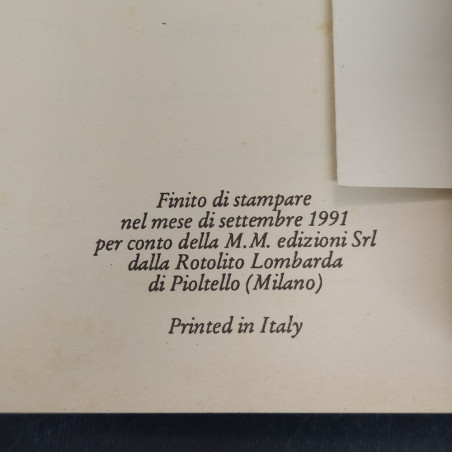 Finito di stampare
nel mese di settembre 1991
per conto della M.M. edizioni Srl
dalla Rotolito Lombarda
di Pioltello (Milano)
Printed in Italy